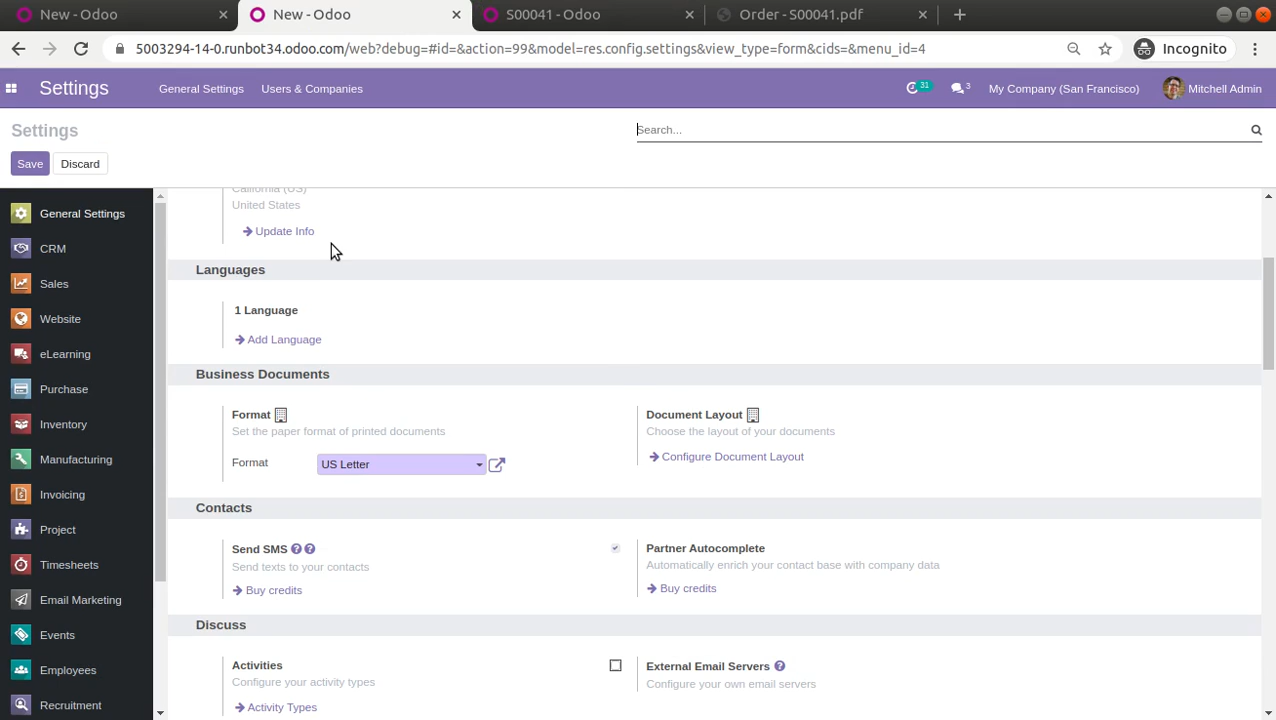 New - Odoo
New - Odoo
S00041 - Odoo
Order - S00041.pdf
5003294-14-0.runbot34.odoo.com/web?debug=#id=&action=99&model=res.config.settings&view_type=form&cids=&menu_id=4
Incognito
Settings
General Settings
Users & Companies
31
3
My Company (San Francisco)
Mitchell Admin
Settings
Search...
Save
Discard
General Settings
CRM
Sales
Website
eLearning
Purchase
Inventory
Manufacturing
Invoicing
Project
Timesheets
Email Marketing
Events
Employees
Recruitment
California (US)
United States
Update Info
Languages
1 Language
Add Language
Business Documents
Format
Set the paper format of printed documents
Format
US Letter
Document Layout
Choose the layout of your documents
Configure Document Layout
Contacts
Send SMS
Send texts to your contacts
Buy credits
Partner Autocomplete
Automatically enrich your contact base with company data
Buy credits
Discuss
Activities
Configure your activity types
Activity Types
External Email Servers
Configure your own email servers